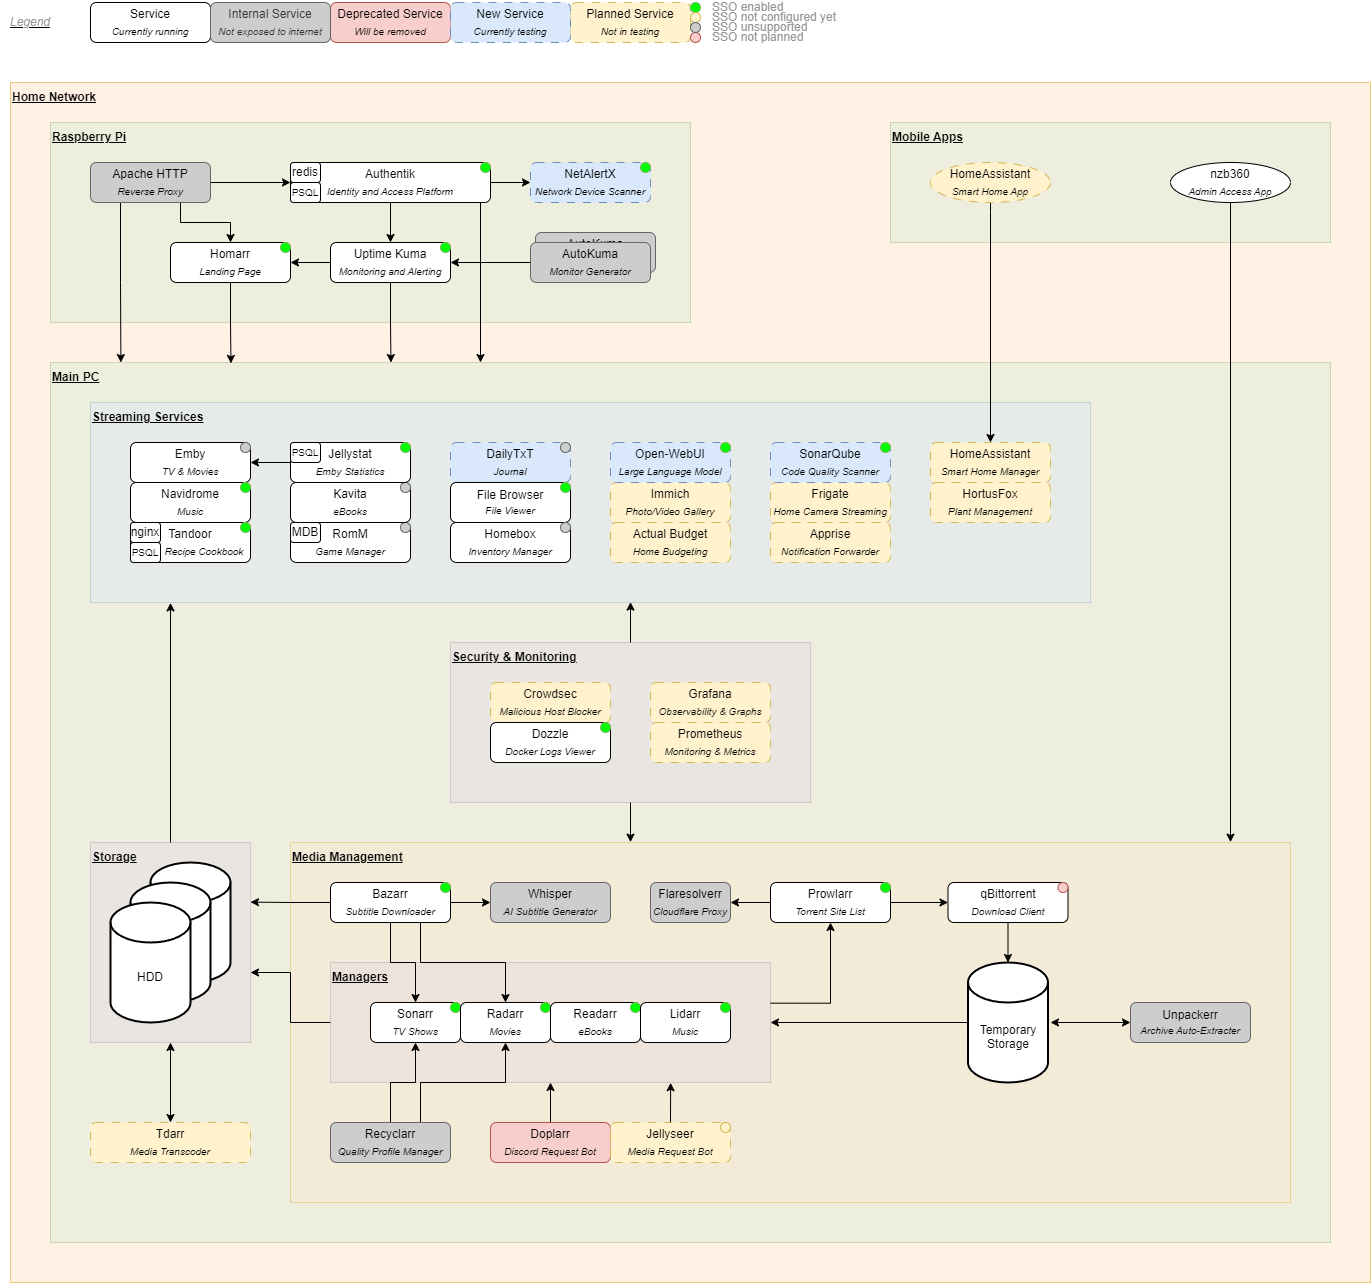 Legend
Service
Currently running
Internal Service
Not exposed to internet
Deprecated Service
Will be removed
New Service
Currently testing
Planned Service
Not in testing
SSO enabled
SSO not configured yet
SSO unsupported
SSO not planned
Home Network
Raspberry Pi
Apache HTTP
Reverse Proxy
redis
PSQL
Authentik
Identity and Access Platform
NetAlertX
Network Device Scanner
Homarr
Landing Page
Uptime Kuma
Monitoring and Alerting
AutoKuma
AutoKuma
Monitor Generator
Mobile Apps
HomeAssistant
Smart Home App
nzb360
Admin Access App
Main PC
Streaming Services
Emby
TV & Movies
PSQL
Jellystat
Emby Statistics
DailyTxT
Journal
Open-WebUI
Large Language Model
SonarQube
Code Quality Scanner
HomeAssistant
Smart Home Manager
Navidrome
Music
Kavita
eBooks
File Browser
File Viewer
Immich
Photo/Video Gallery
Frigate
Home Camera Streaming
HortusFox
Plant Management
nginx
PSQL
Tandoor
Recipe Cookbook
MDB
RomM
Game Manager
Homebox
Inventory Manager
Actual Budget
Home Budgeting
Apprise
Notification Forwarder
Security & Monitoring
Crowdsec
Malicious Host Blocker
Grafana
Observability & Graphs
Dozzle
Docker Logs Viewer
Prometheus
Monitoring & Metrics
Storage
HDD
Tdarr
Media Transcoder
Media Management
Bazarr
Subtitle Downloader
Whisper
AI Subtitle Generator
Flaresolverr
Cloudflare Proxy
Prowlarr
Torrent Site List
qBittorrent
Download Client
Managers
Sonarr
TV Shows
Radarr
Movies
Readarr
eBooks
Lidarr
Music
Temporary
Storage
Unpackerr
Archive Auto-Extracter
Recyclarr
Quality Profile Manager
Doplarr
Discord Request Bot
Jellyseer
Media Request Bot